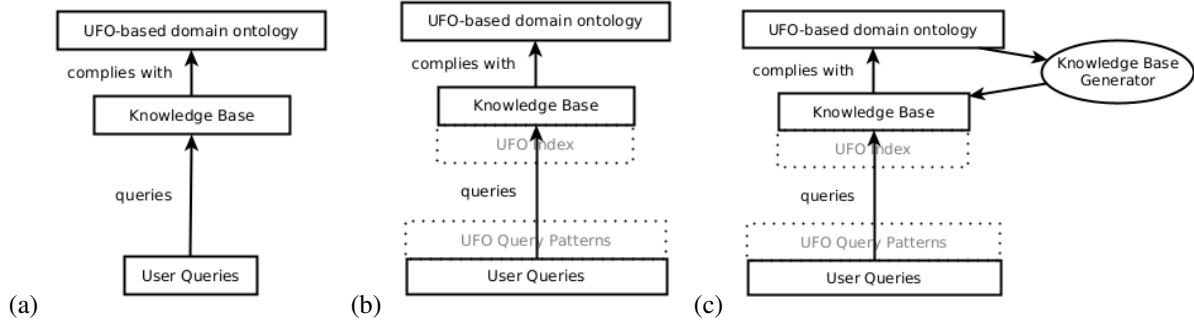 UFO-based domain ontology
complies with
Knowledge Base
queries
User Queries
(a)
UFO-based domain ontology
complies with
Knowledge Base
UFO Index
queries
UFO Query Patterns
User Queries
(b)
UFO-based domain ontology
complies with
Knowledge Base
Generator
Knowledge Base
UFO Index
queries
UFO Query Patterns
User Queries
(c)